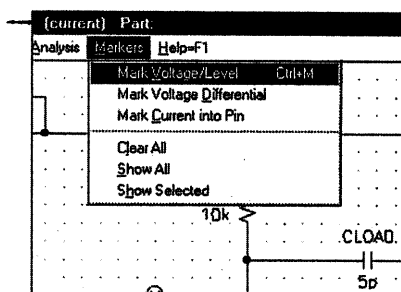 (current) Part:
Analysis Markers Help=F1
Mark Voltage/Level Ctrl+M
Mark Voltage Differential
Mark Current into Pin
Clear All
Show All
Show Selected
10k
CLOAD
5p